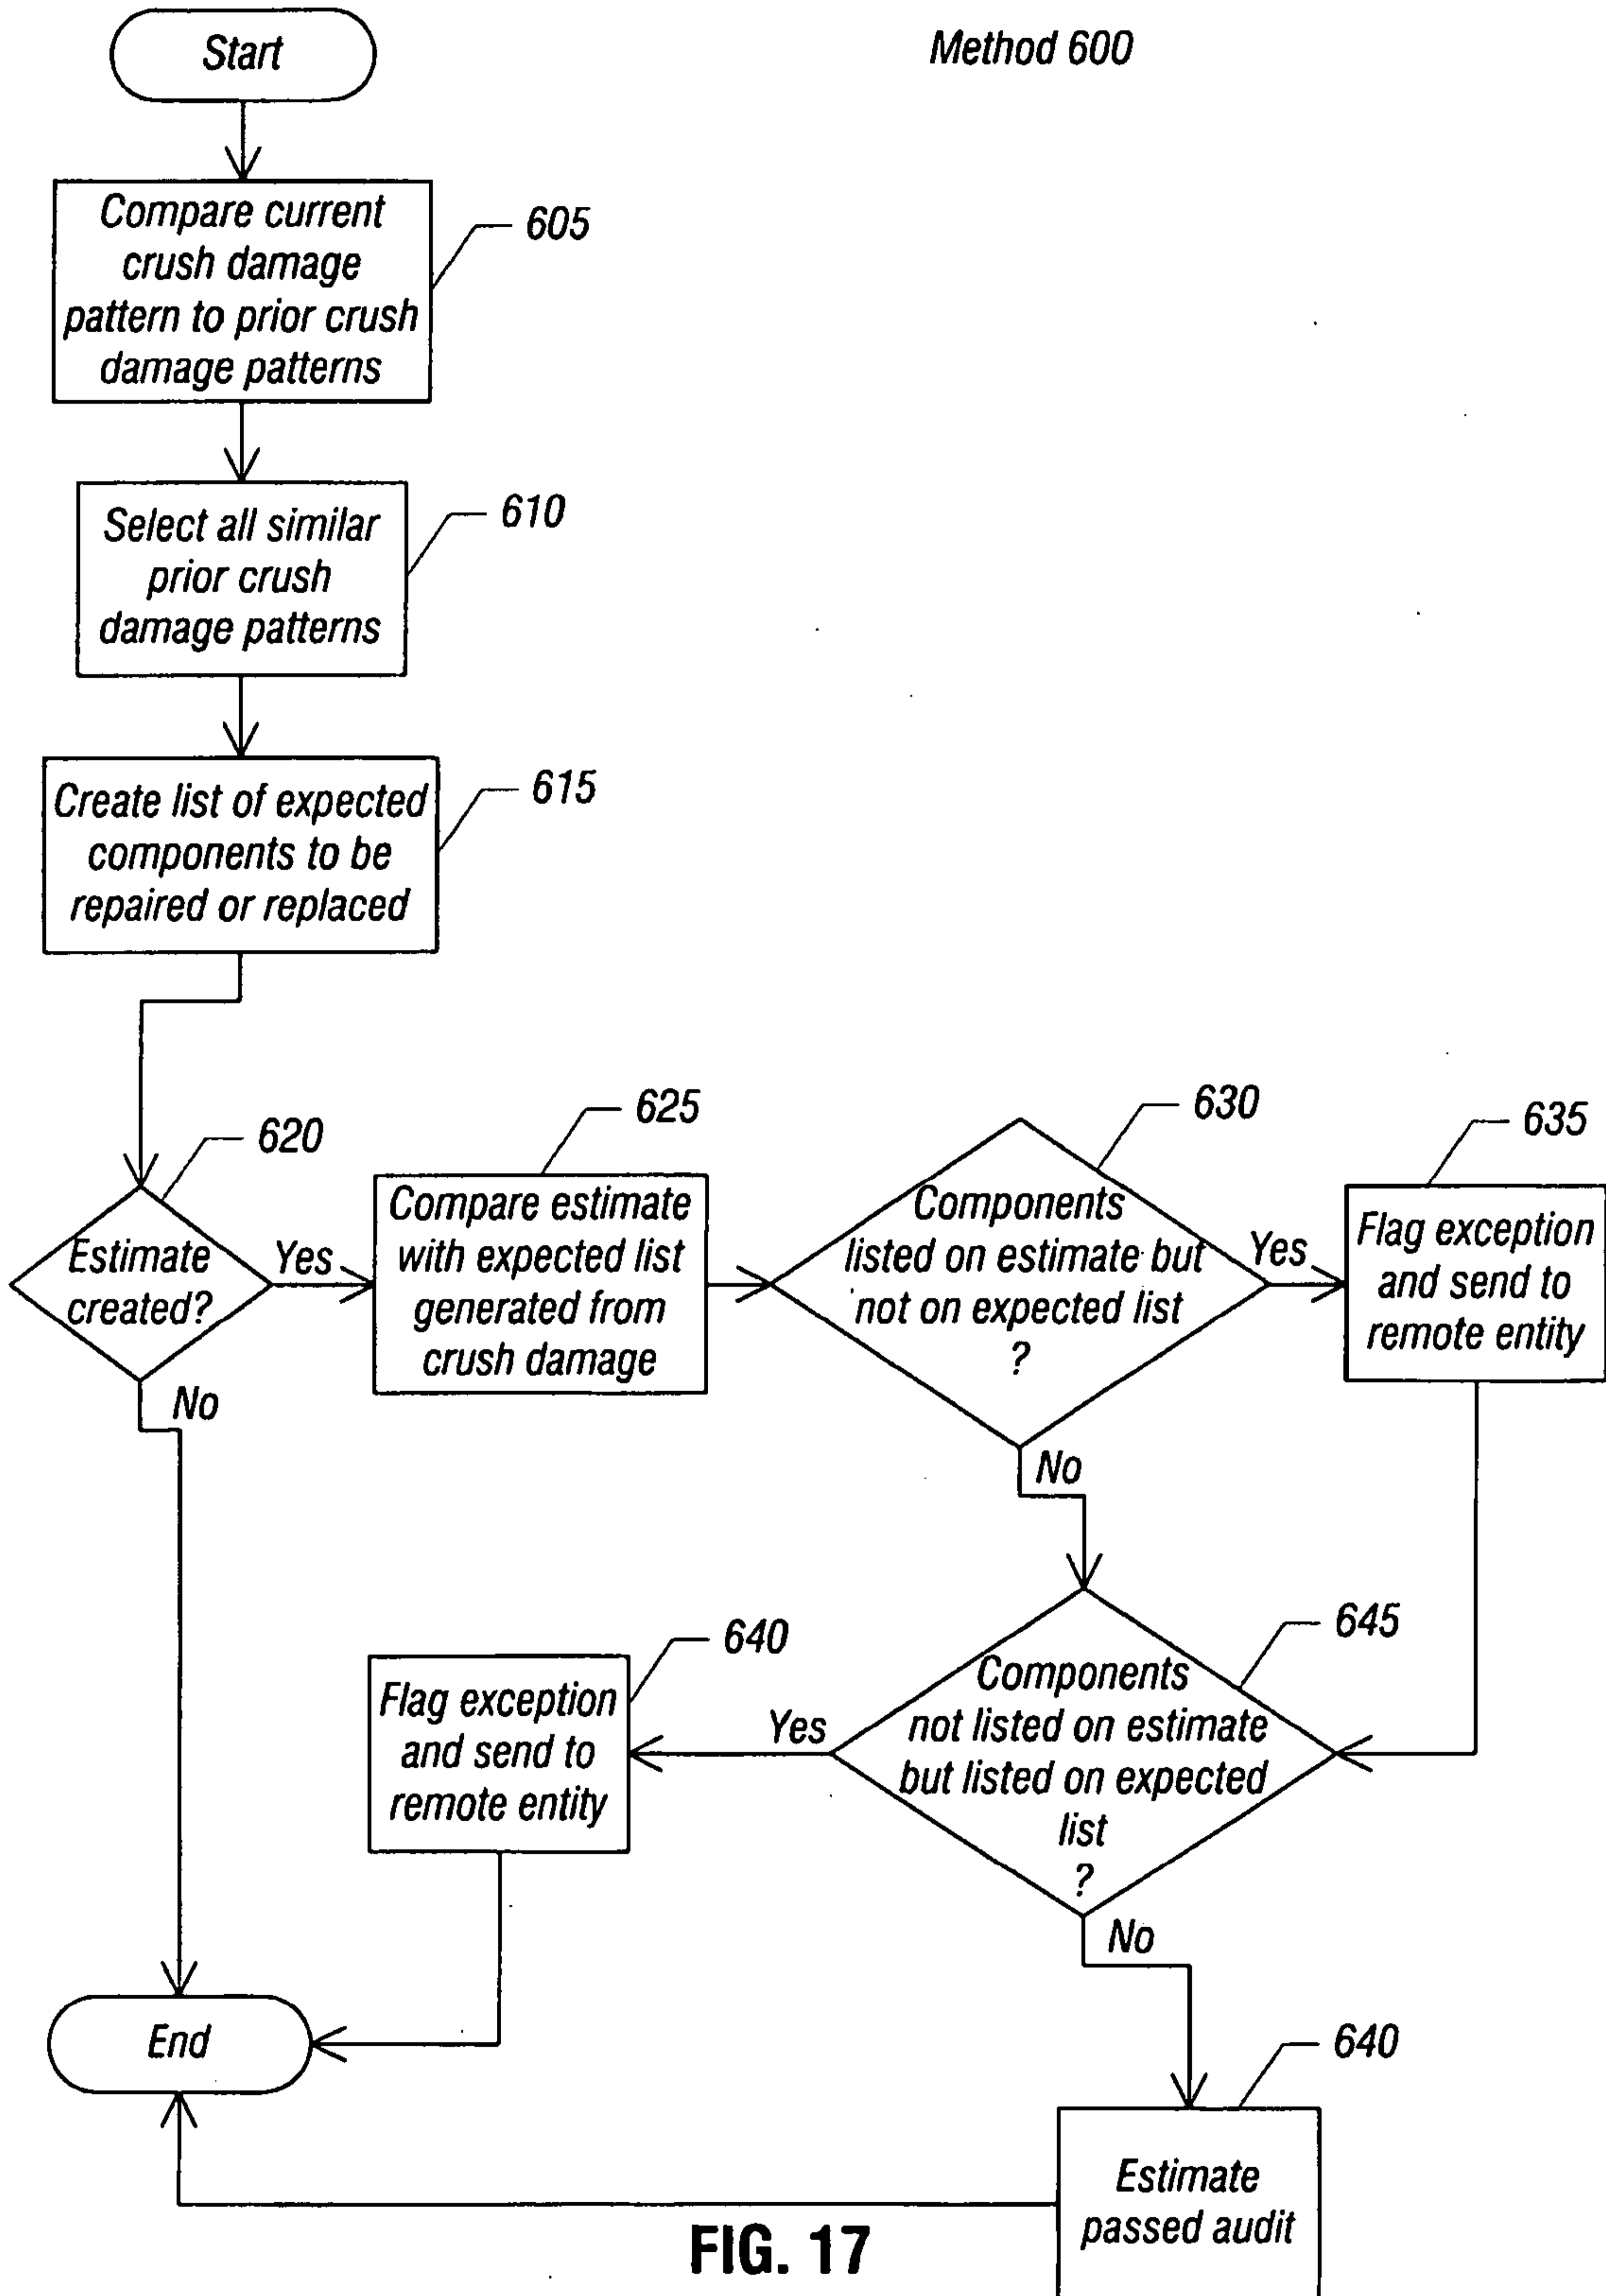 Start
Method 600
Compare current
crush damage
pattern to prior crush
damage patterns
605
Select all similar
prior crush
damage patterns
610
Create list of expected
components to be
repaired or replaced
615
620
Estimate
created?
Yes
No
625
Compare estimate
with expected list
generated from
crush damage
630
Components
listed on estimate but
not on expected list
?
Yes
No
635
Flag exception
and send to
remote entity
645
Components
not listed on estimate
but listed on expected
list
?
Yes
No
640
Flag exception
and send to
remote entity
End
640
Estimate
passed audit
FIG. 17